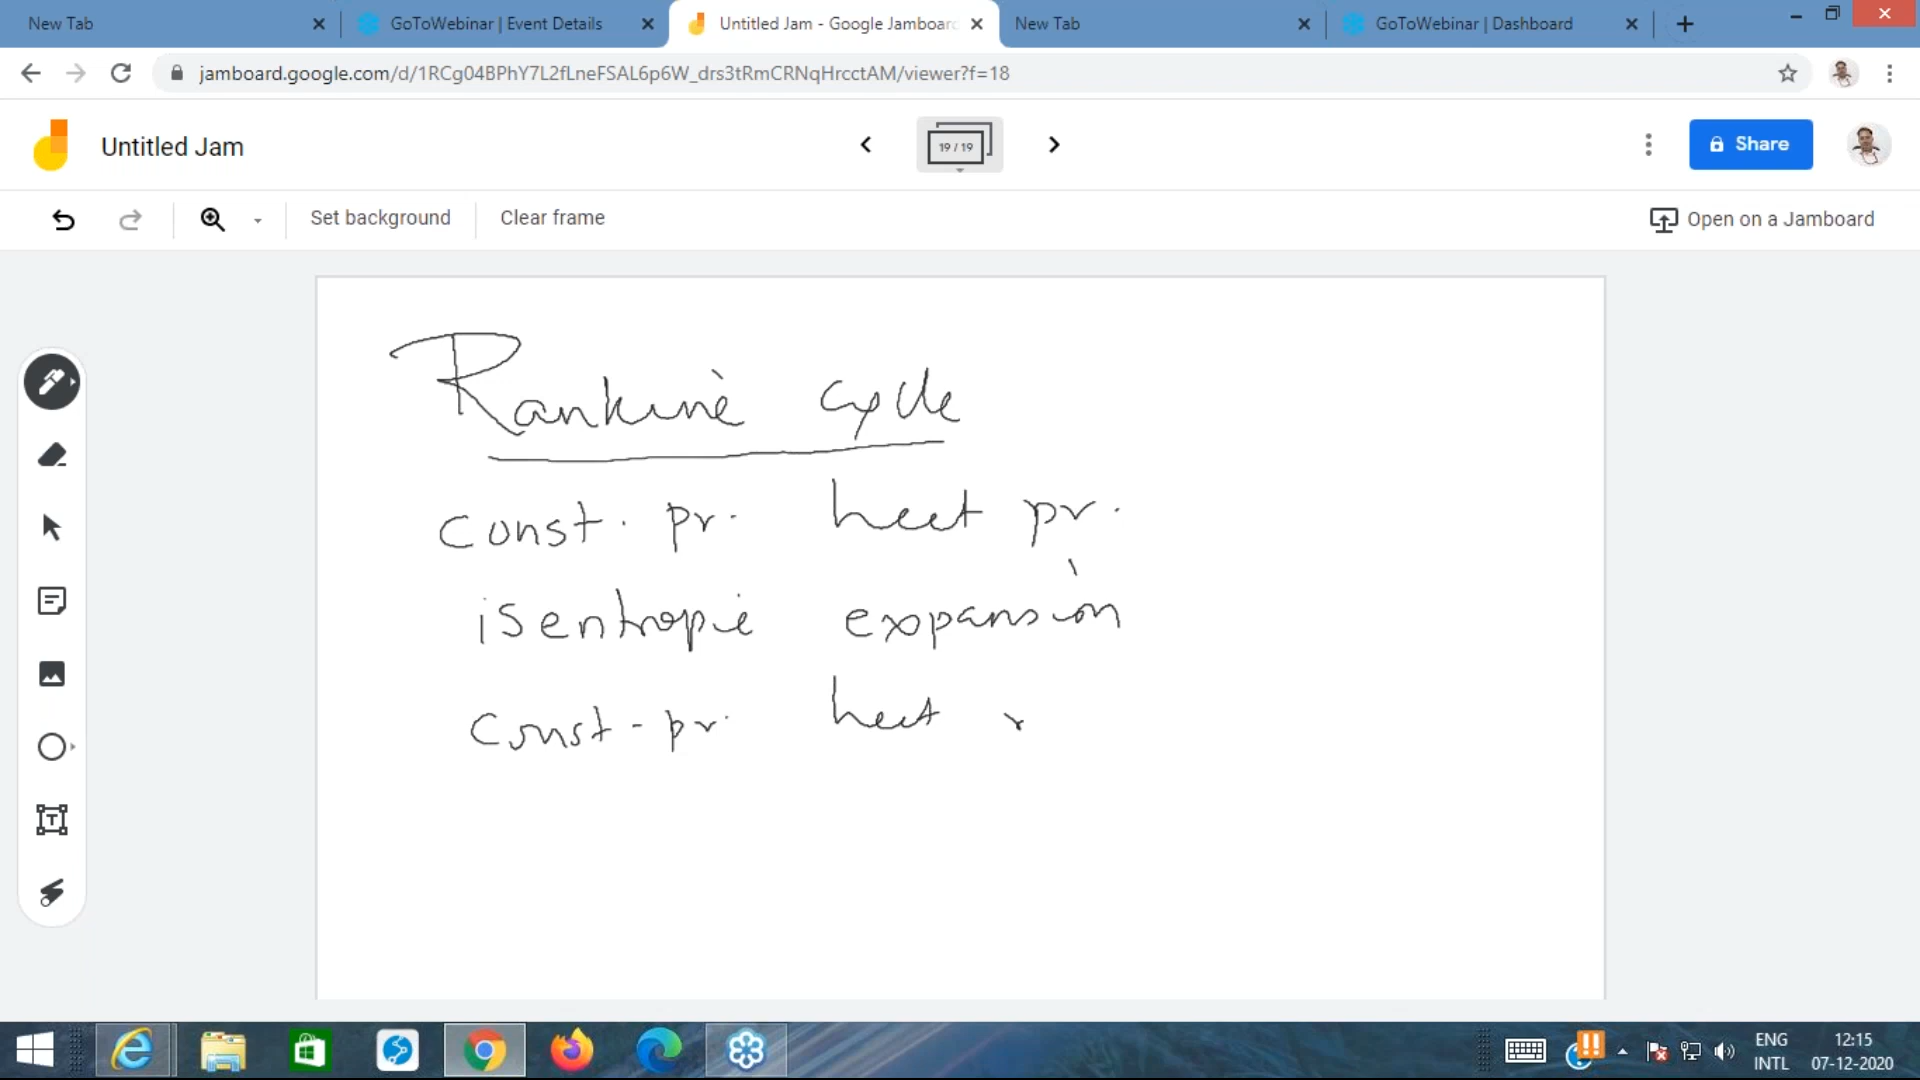 New Tab
GoToWebinar | Event Details
Untitled Jam - Google Jamboard
New Tab
GoToWebinar | Dashboard
jamboard.google.com/d/1RCg04BPhY7L2fLneFSAL6p6W_drs3tRmCRNqHrcctAM/viewer?f=18
Untitled Jam
19 / 19
Share
Set background
Clear frame
Open on a Jamboard
Rankine cycle
const. pr. heat pr.
isentropic expansion
const-pr. heat r
ENG 12:15
INTL 07-12-2020